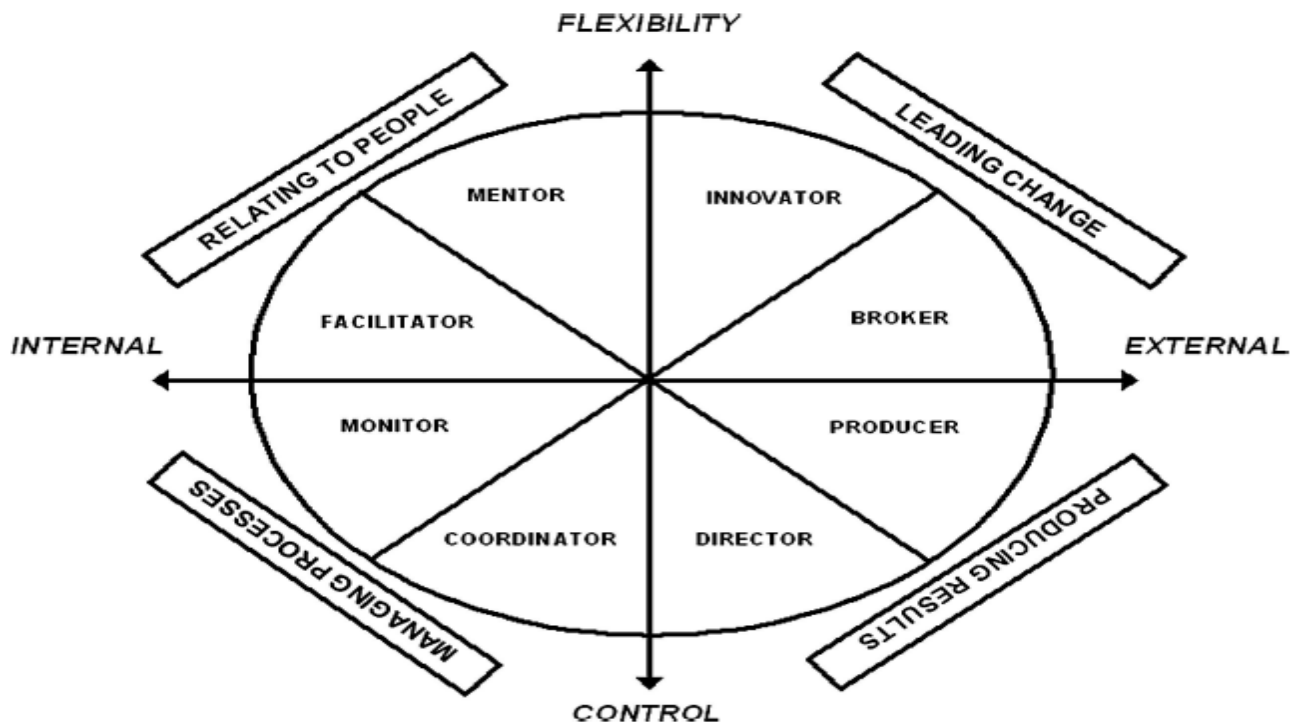 FLEXIBILITY
RELATING TO PEOPLE
LEADING CHANGE
MENTOR
INNOVATOR
FACILITATOR
BROKER
INTERNAL
EXTERNAL
MONITOR
PRODUCER
MANAGING PROCESSES
PRODUCING RESULTS
COORDINATOR
DIRECTOR
CONTROL